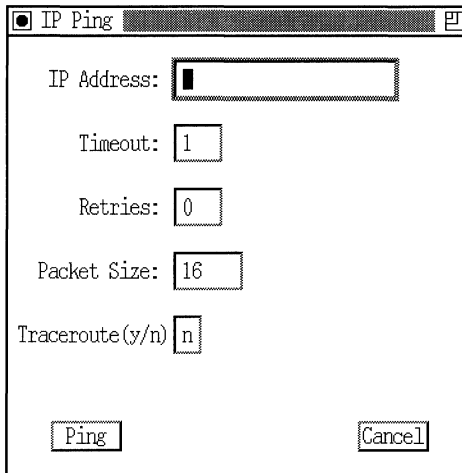 IP Ping
IP Address:
Timeout: 1
Retries: 0
Packet Size: 16
Traceroute(y/n) n
Ping Cancel